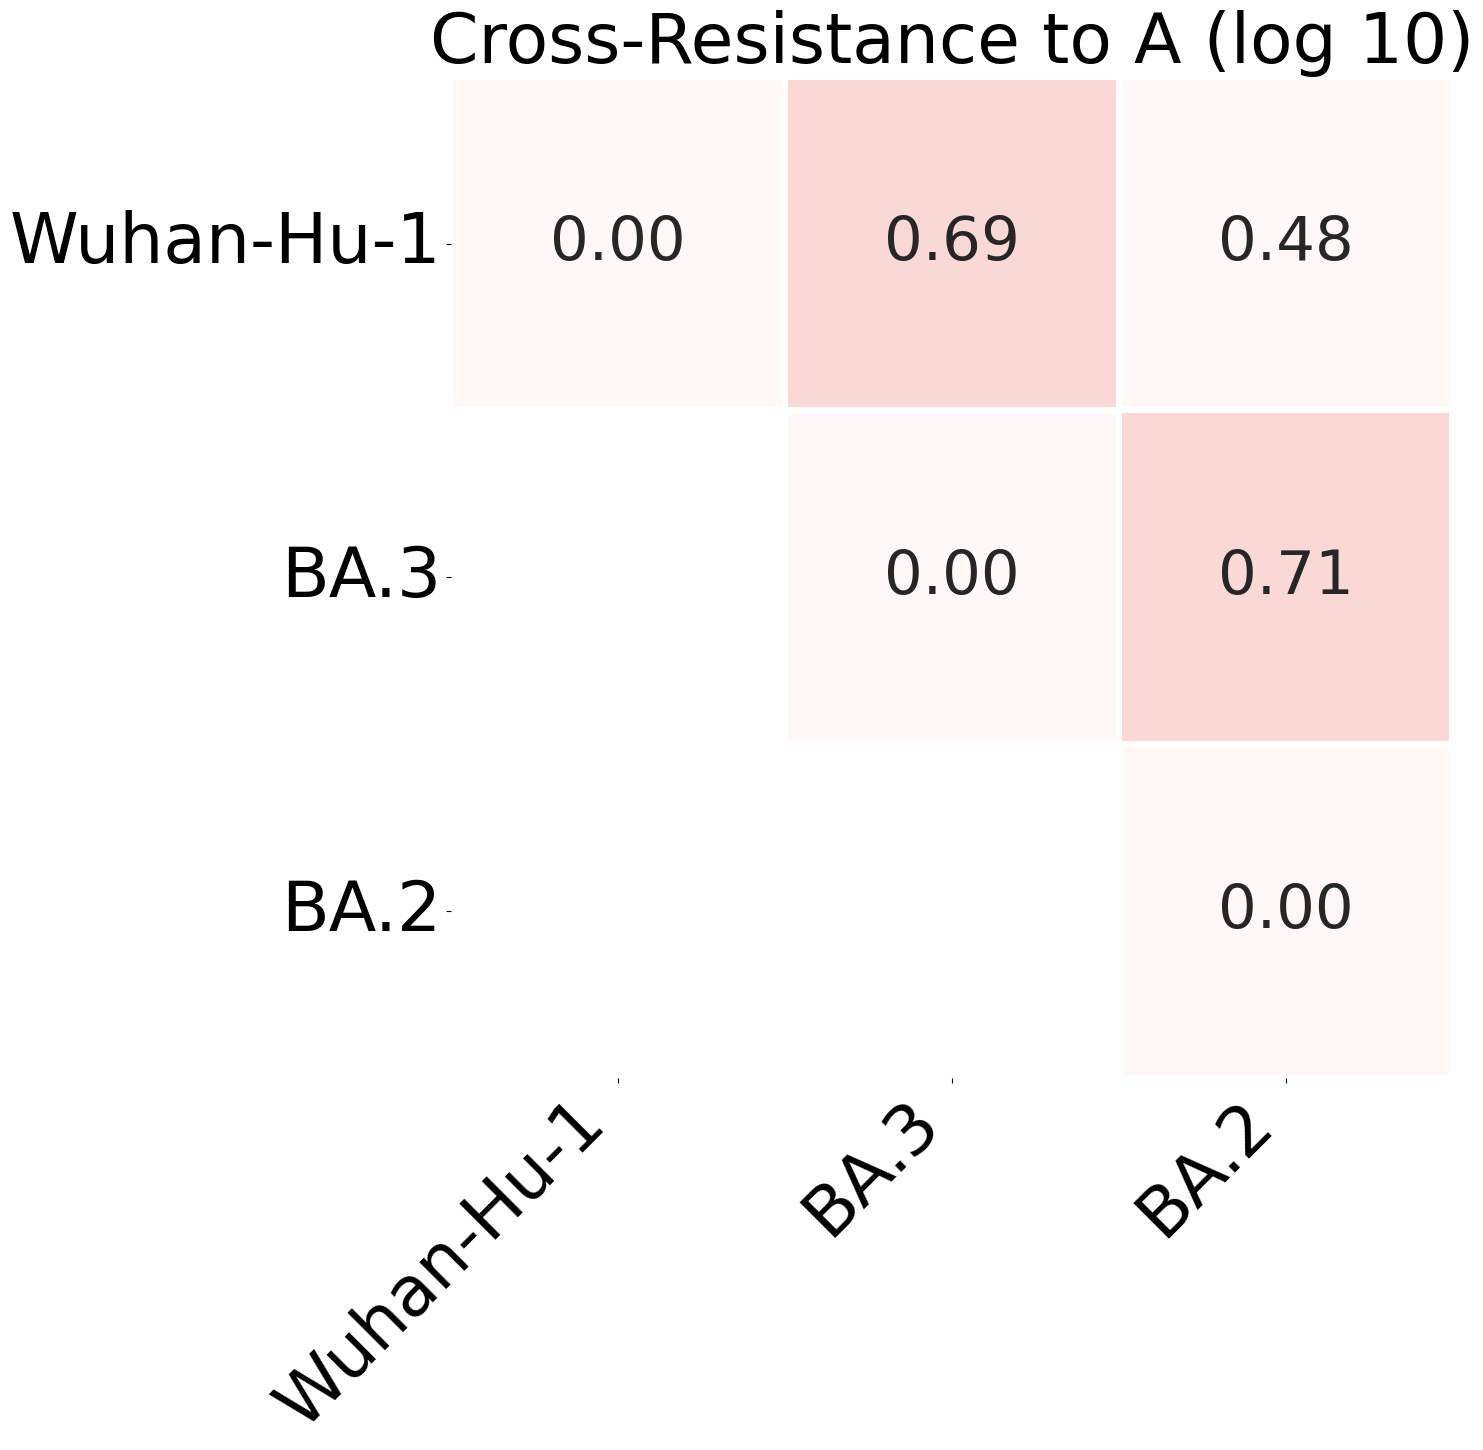 Cross-Resistance to A (log 10)
Wuhan-Hu-1 0.00 0.69 0.48
BA.3 0.00 0.71
BA.2 0.00
Wuhan-Hu-1 BA.3 BA.2